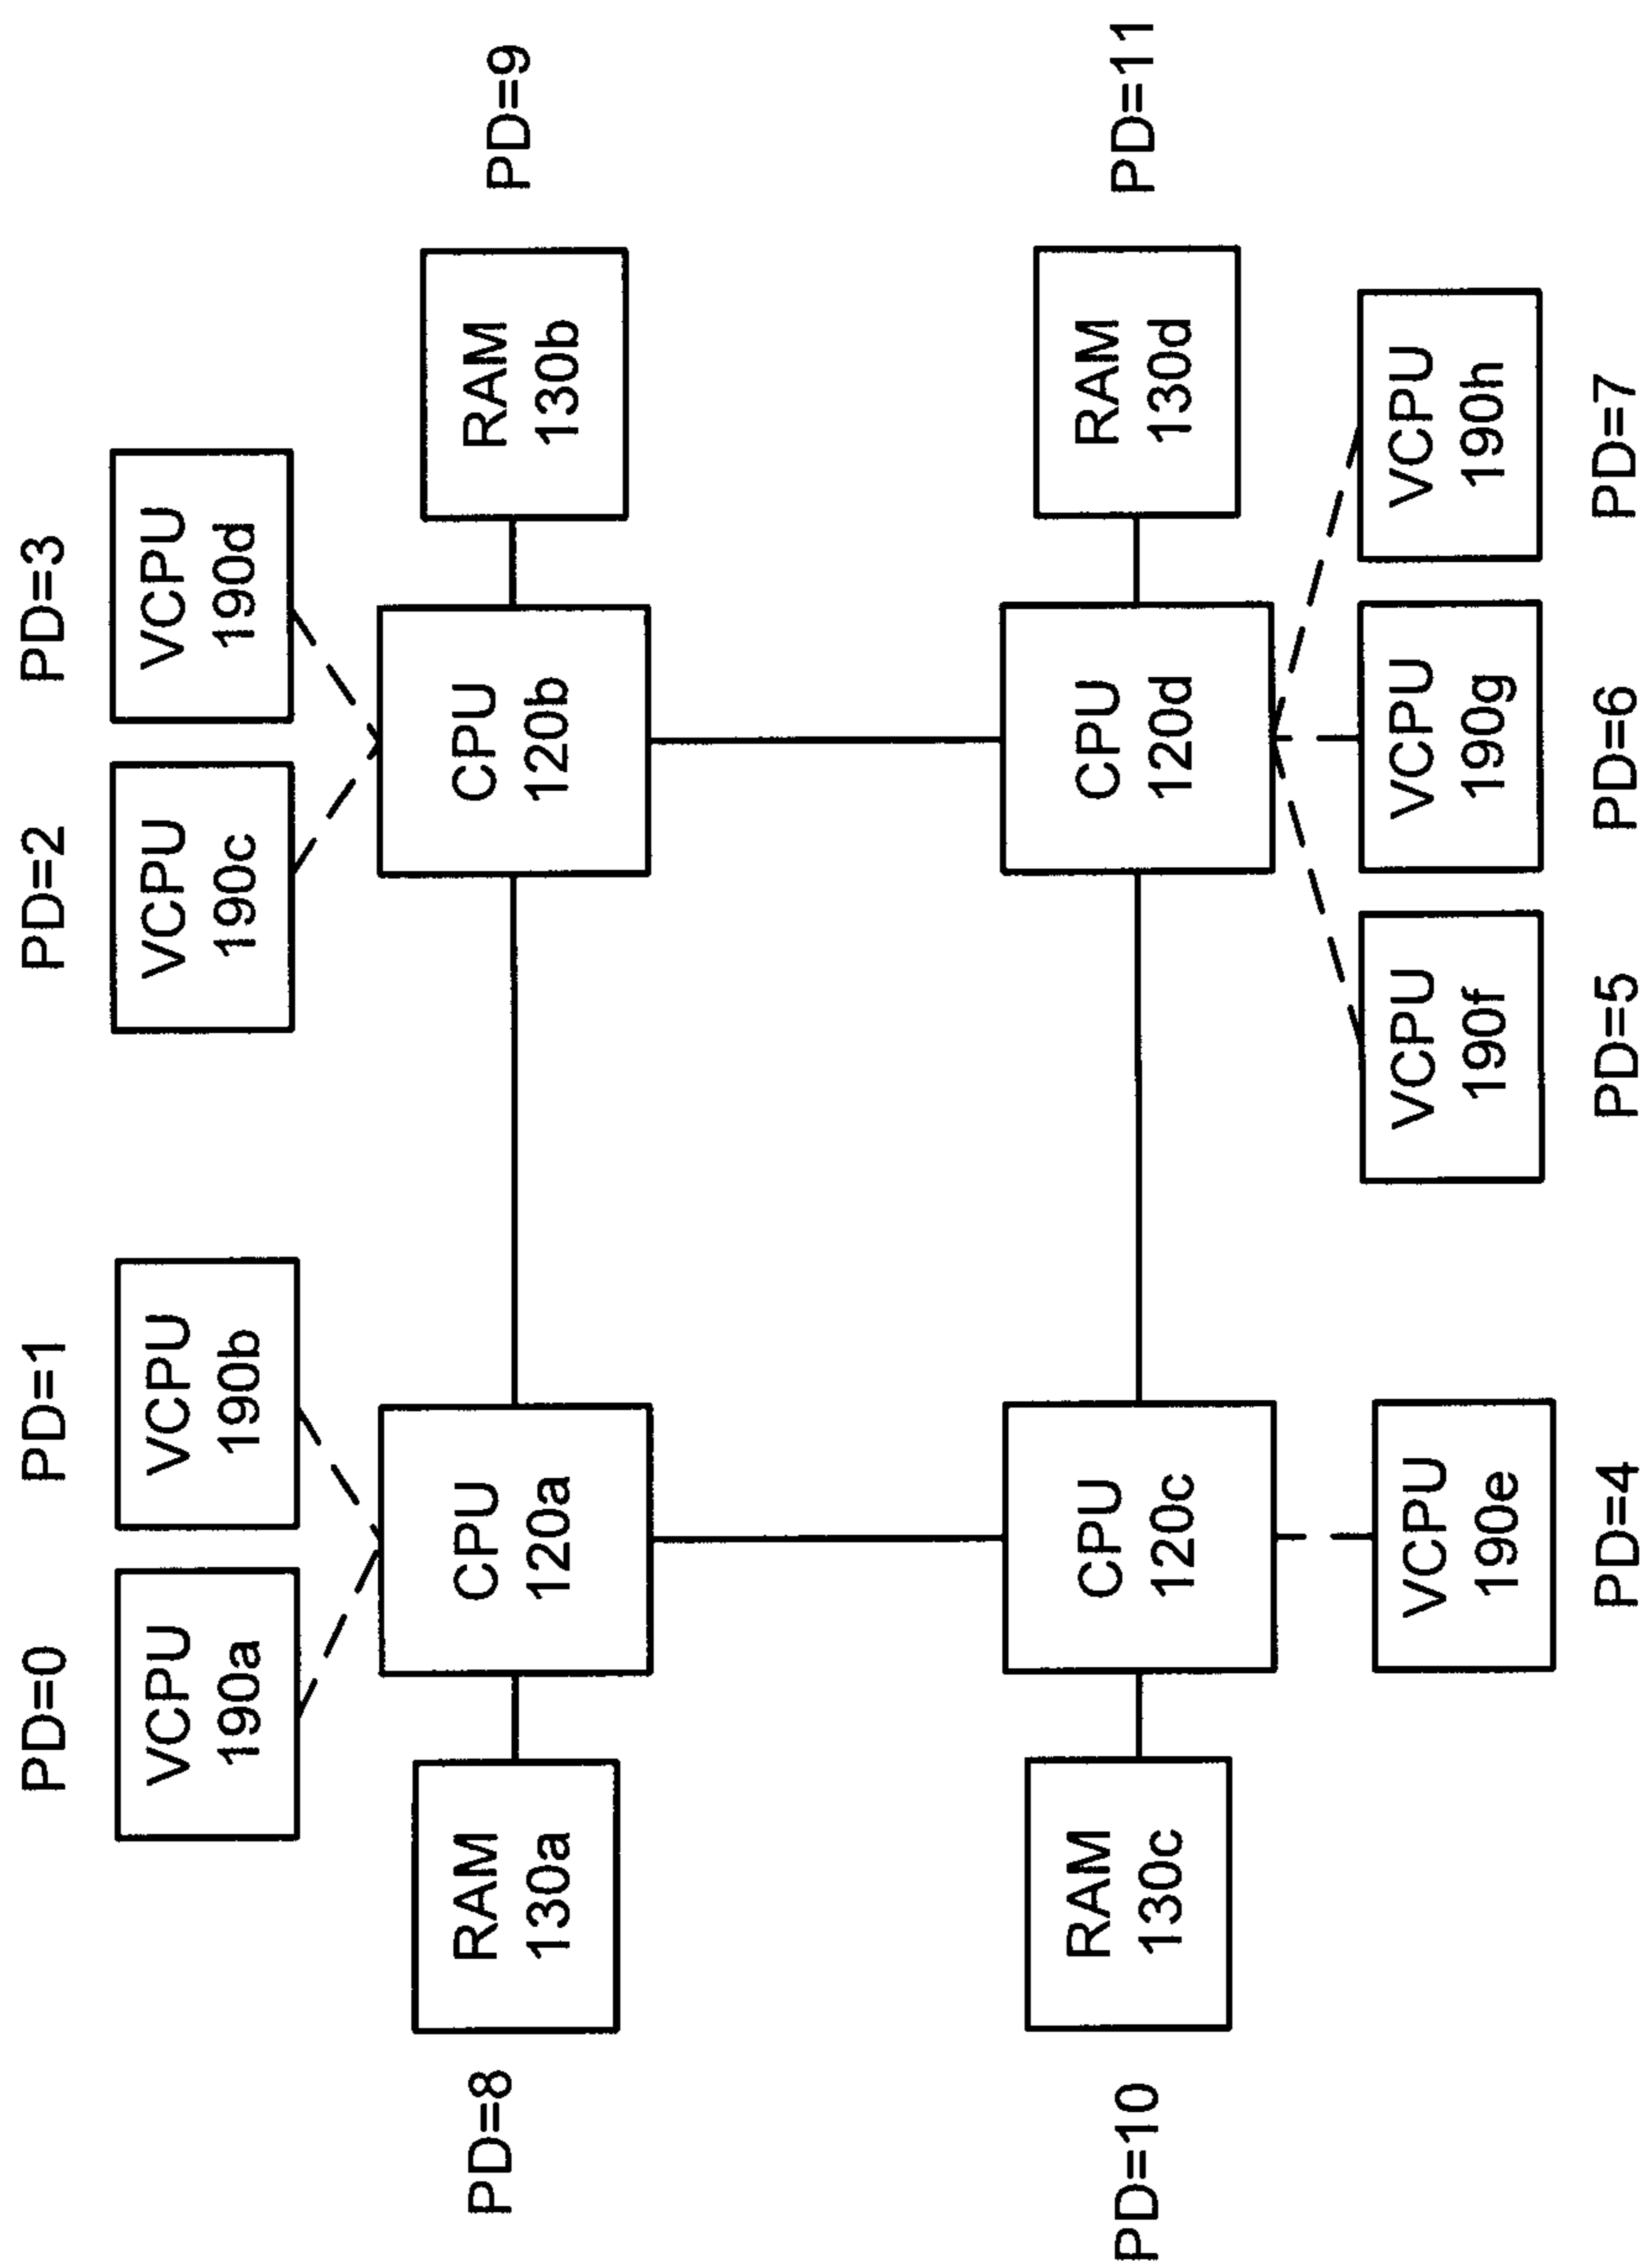 PD=0
PD=1
PD=2
PD=3
VCPU
190a
VCPU
190b
VCPU
190c
VCPU
190d
PD=8
RAM
130a
CPU
120a
CPU
120b
RAM
130b
PD=9
PD=10
RAM
130c
CPU
120c
CPU
120d
RAM
130d
PD=11
VCPU
190e
VCPU
190f
VCPU
190g
VCPU
190h
PD=4
PD=5
PD=6
PD=7